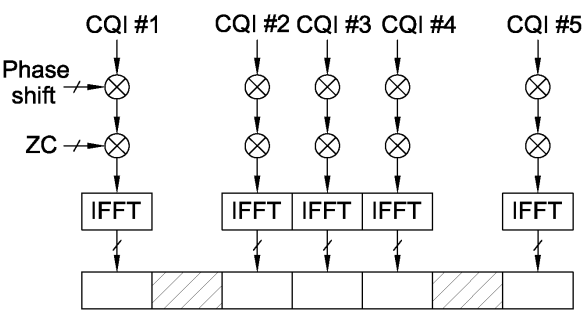 CQI #1 CQI #2 CQI #3 CQI #4 CQI #5
Phase
shift
ZC
IFFT IFFT IFFT IFFT IFFT